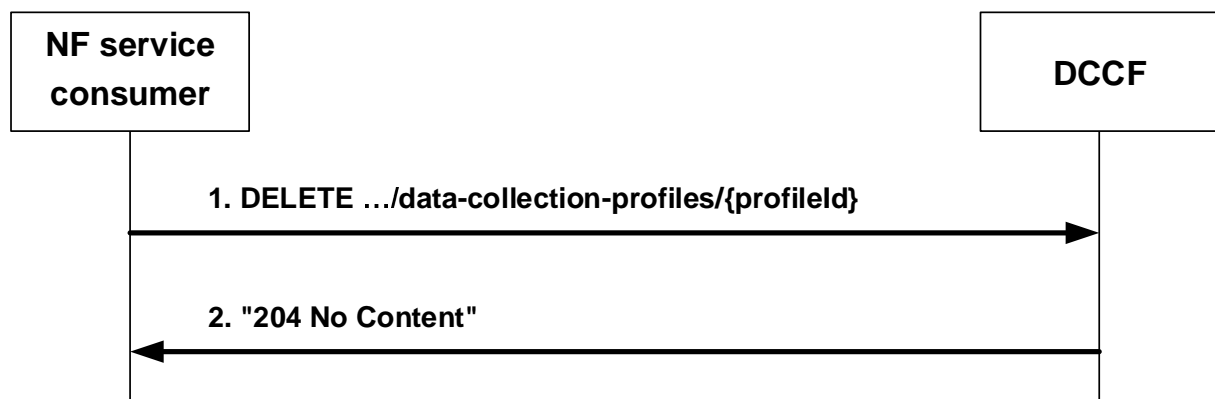 NF service
consumer
DCCF
1. DELETE …/data-collection-profiles/{profileId}
2. "204 No Content"